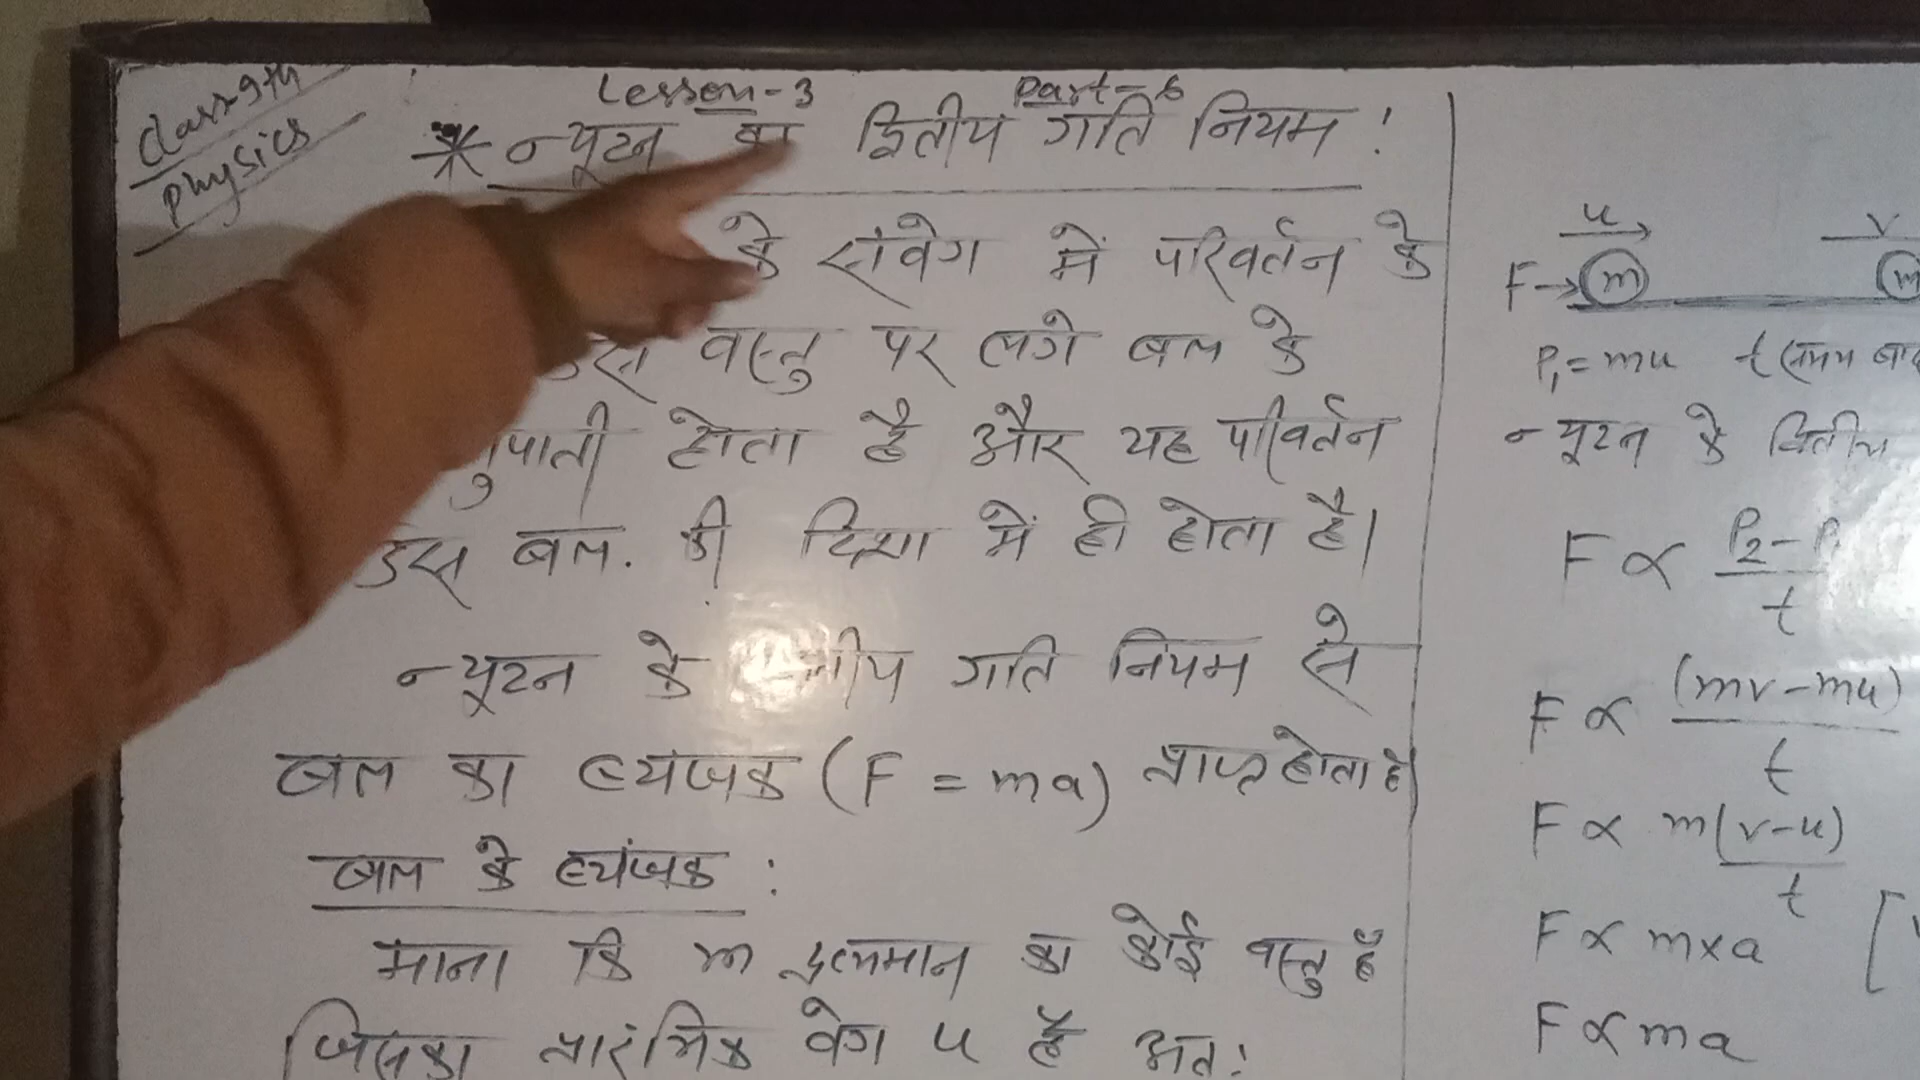 Class-9th
Physics
Lesson-3 Part-6
* न्यूटन का द्वितीय गति नियम !
के संवेग में परिवर्तन के
उस वस्तु पर लगे बल के
नुपाती होता है और यह परिवर्तन
उस बल. की दिशा में ही होता है।
न्यूटन के गति नियम से
बल का व्यंजक (F = ma) प्राप्त होता है।
बल के व्यंजक :
माना कि m द्रव्यमान का कोई वस्तु है
जिसका प्रारंभिक वेग u है अतः
u v
F→ m m
P₁ = mu t (समय बाद
न्यूटन के द्वितीय
F ∝ P₂ - P
t
F ∝ (mv - mu)
t
F ∝ m(v-u)
t
F ∝ m×a [
F ∝ ma